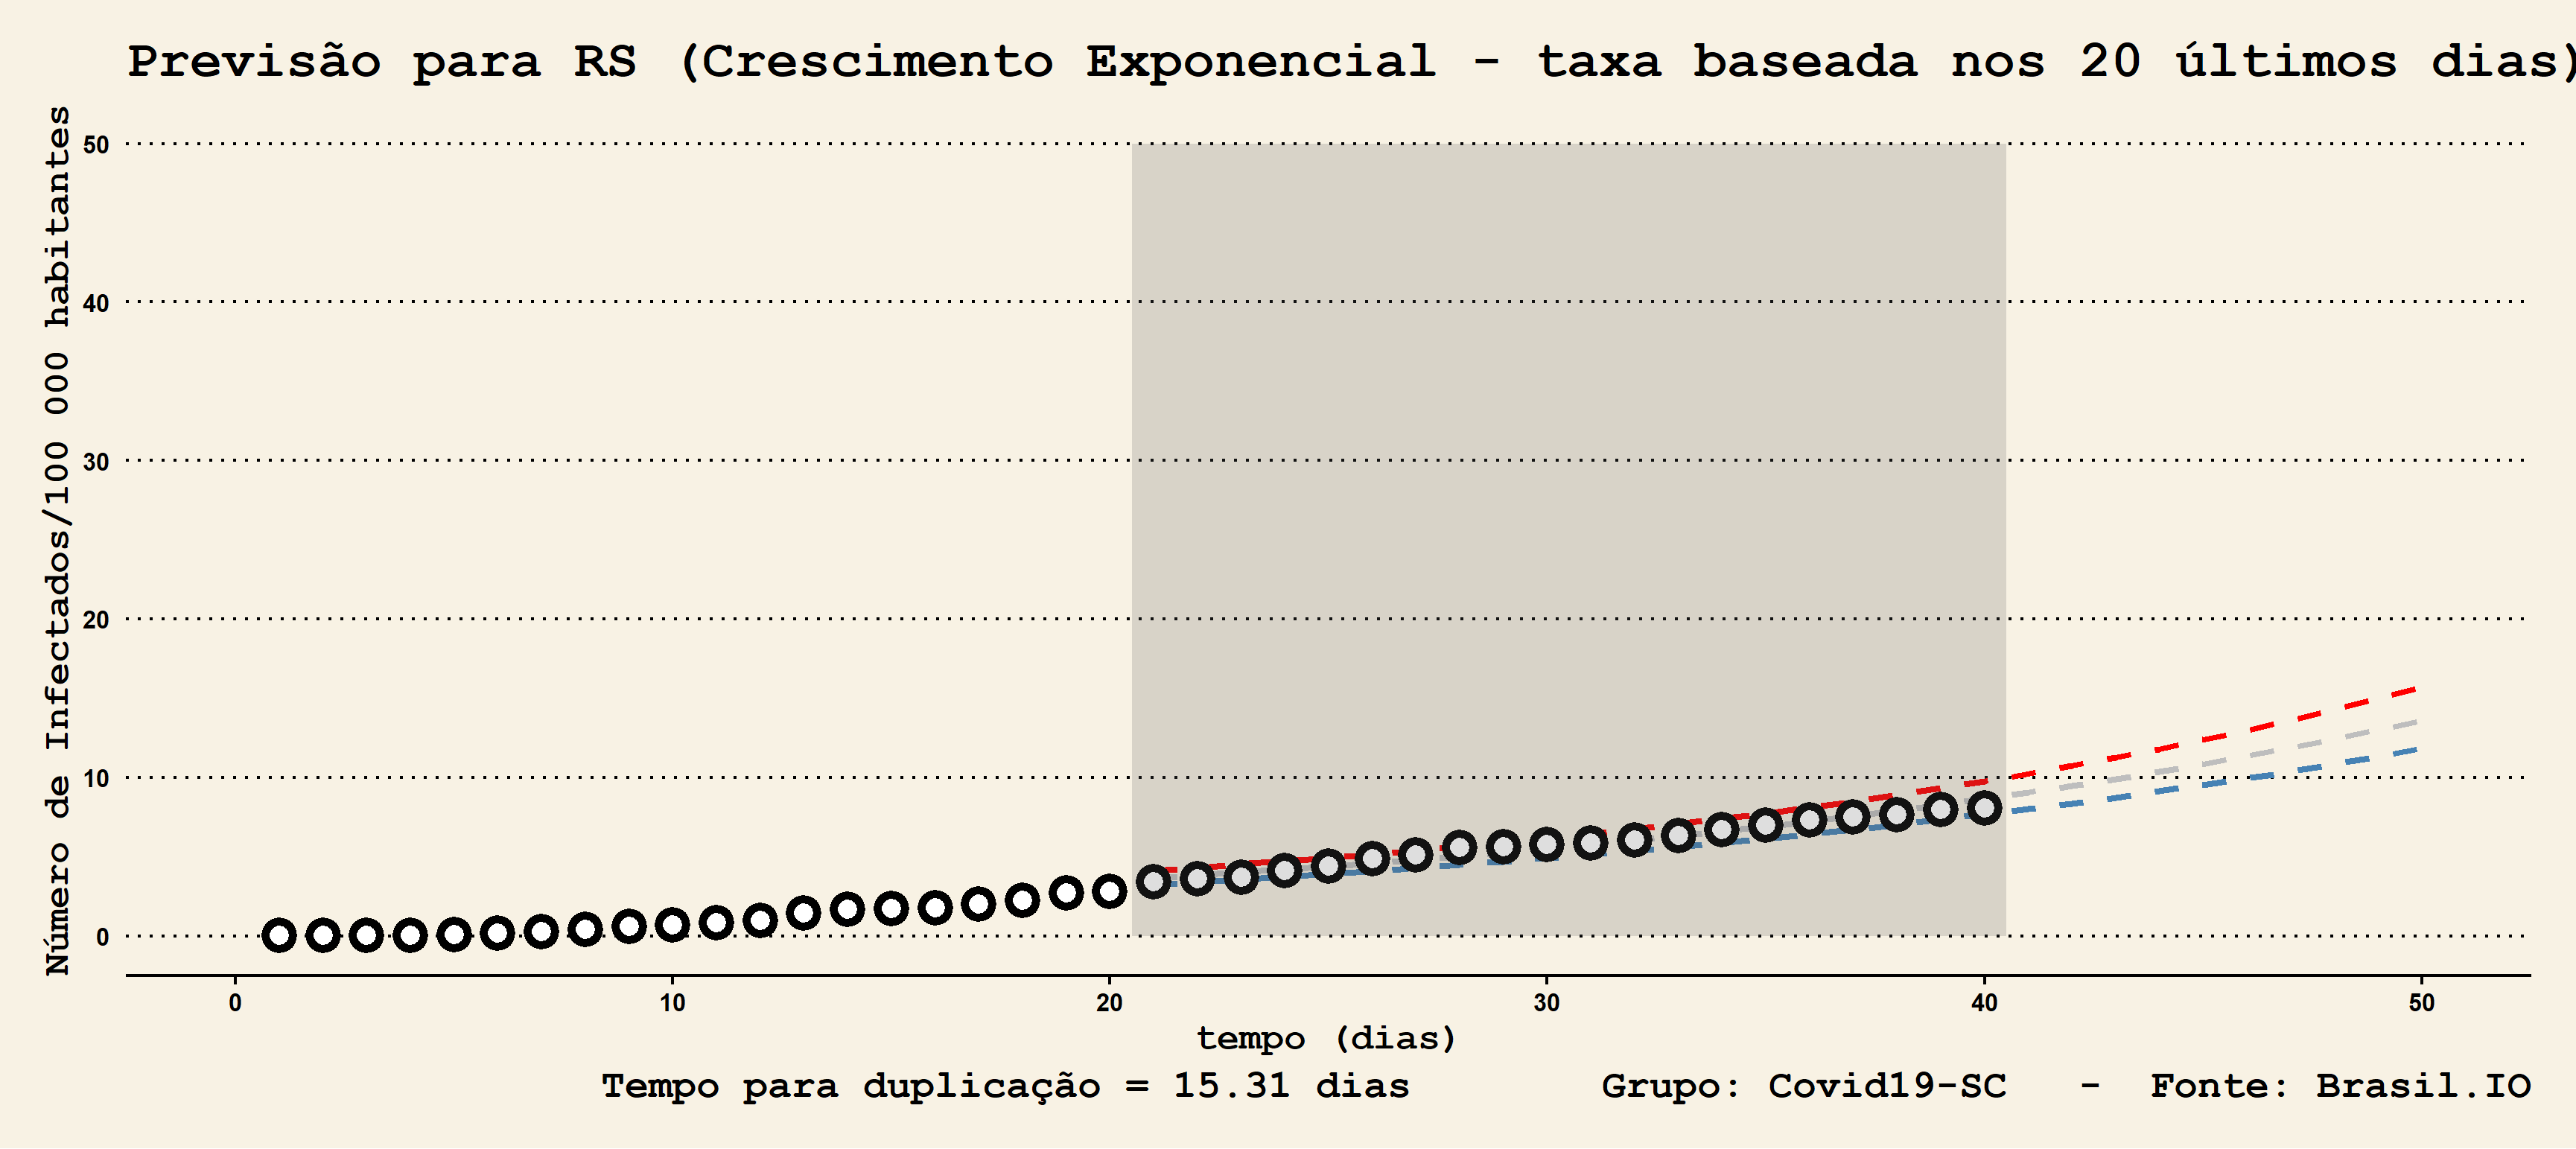 Previsão para RS (Crescimento Exponencial - taxa baseada nos 20 últimos dias)
Número de Infectados/100 000 habitantes
50
40
30
20
10
0
0 10 20 30 40 50
tempo (dias)
Tempo para duplicação = 15.31 dias Grupo: Covid19-SC - Fonte: Brasil.IO